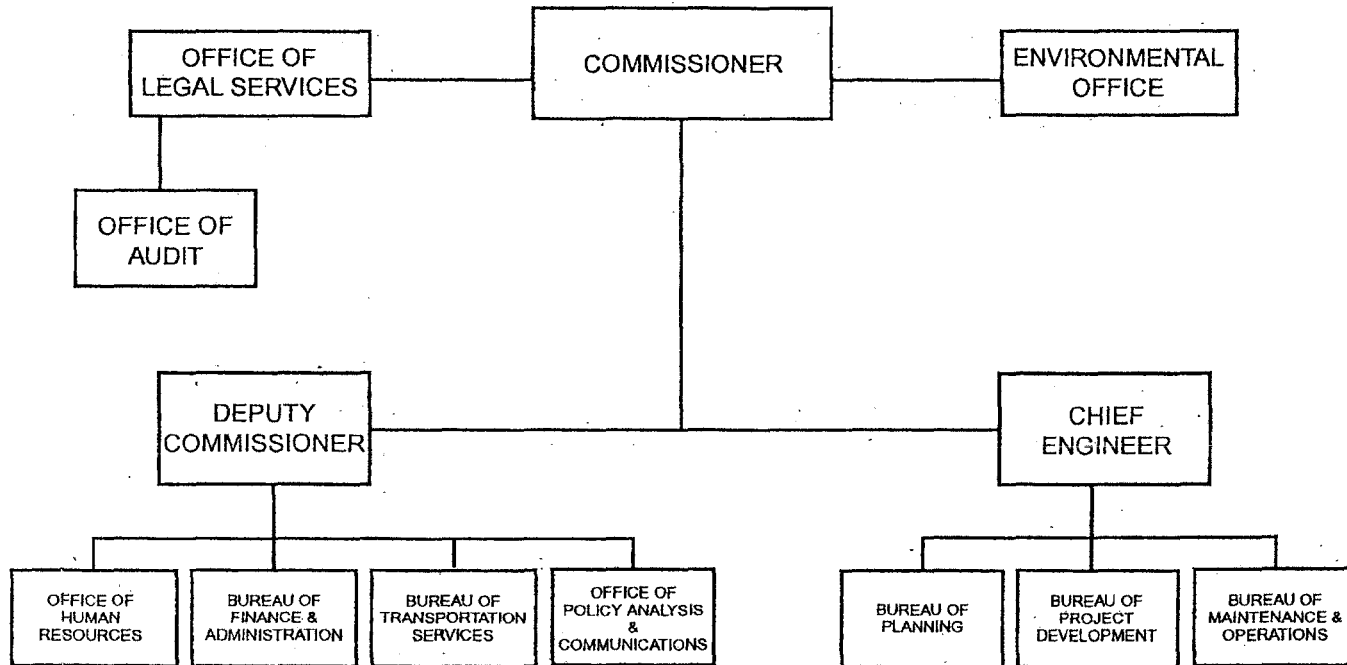 OFFICE OF
LEGAL SERVICES
COMMISSIONER
ENVIRONMENTAL
OFFICE
OFFICE OF
AUDIT
DEPUTY
COMMISSIONER
CHIEF
ENGINEER
OFFICE OF
HUMAN
RESOURCES
BUREAU OF
FINANCE &
ADMINISTRATION
BUREAU OF
TRANSPORTATION
SERVICES
OFFICE OF
POLICY ANALYSIS
&
COMMUNICATIONS
BUREAU OF
PLANNING
BUREAU OF
PROJECT
DEVELOPMENT
BUREAU OF
MAINTENANCE &
OPERATIONS